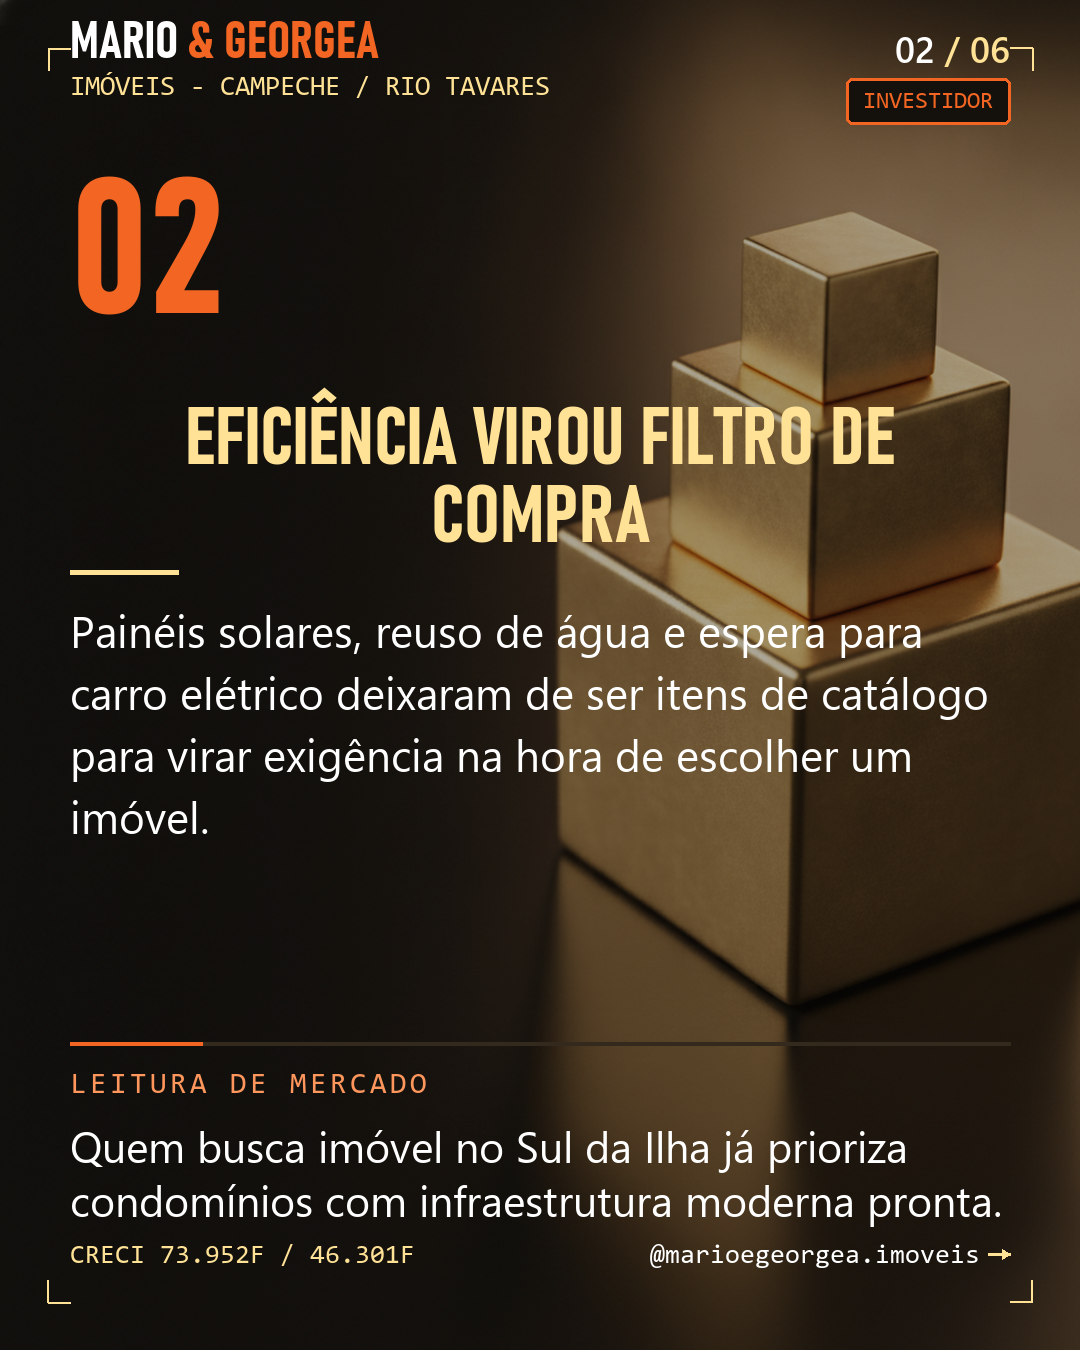 MARIO & GEORGEA
IMÓVEIS - CAMPECHE / RIO TAVARES
02 / 06
INVESTIDOR
02
EFICIÊNCIA VIROU FILTRO DE
COMPRA
Painéis solares, reuso de água e espera para
carro elétrico deixaram de ser itens de catálogo
para virar exigência na hora de escolher um
imóvel.
LEITURA DE MERCADO
Quem busca imóvel no Sul da Ilha já prioriza
condomínios com infraestrutura moderna pronta.
CRECI 73.952F / 46.301F
@marioegeorgea.imoveis